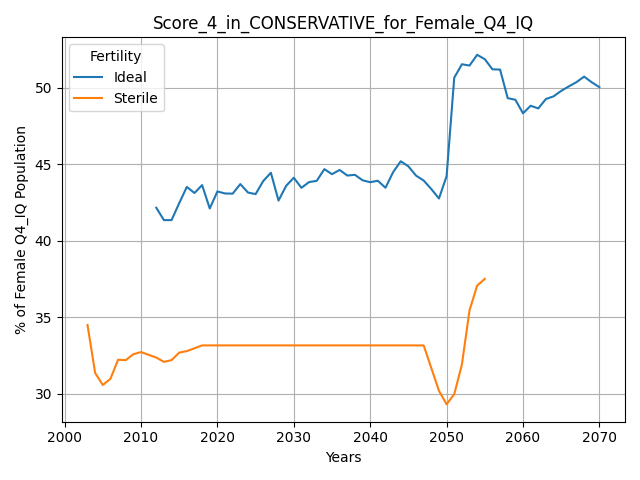 Score_4_in_CONSERVATIVE_for_Female_Q4_IQ
Fertility
Ideal
Sterile
% of Female Q4_IQ Population
50
45
40
35
30
2000 2010 2020 2030 2040 2050 2060 2070
Years